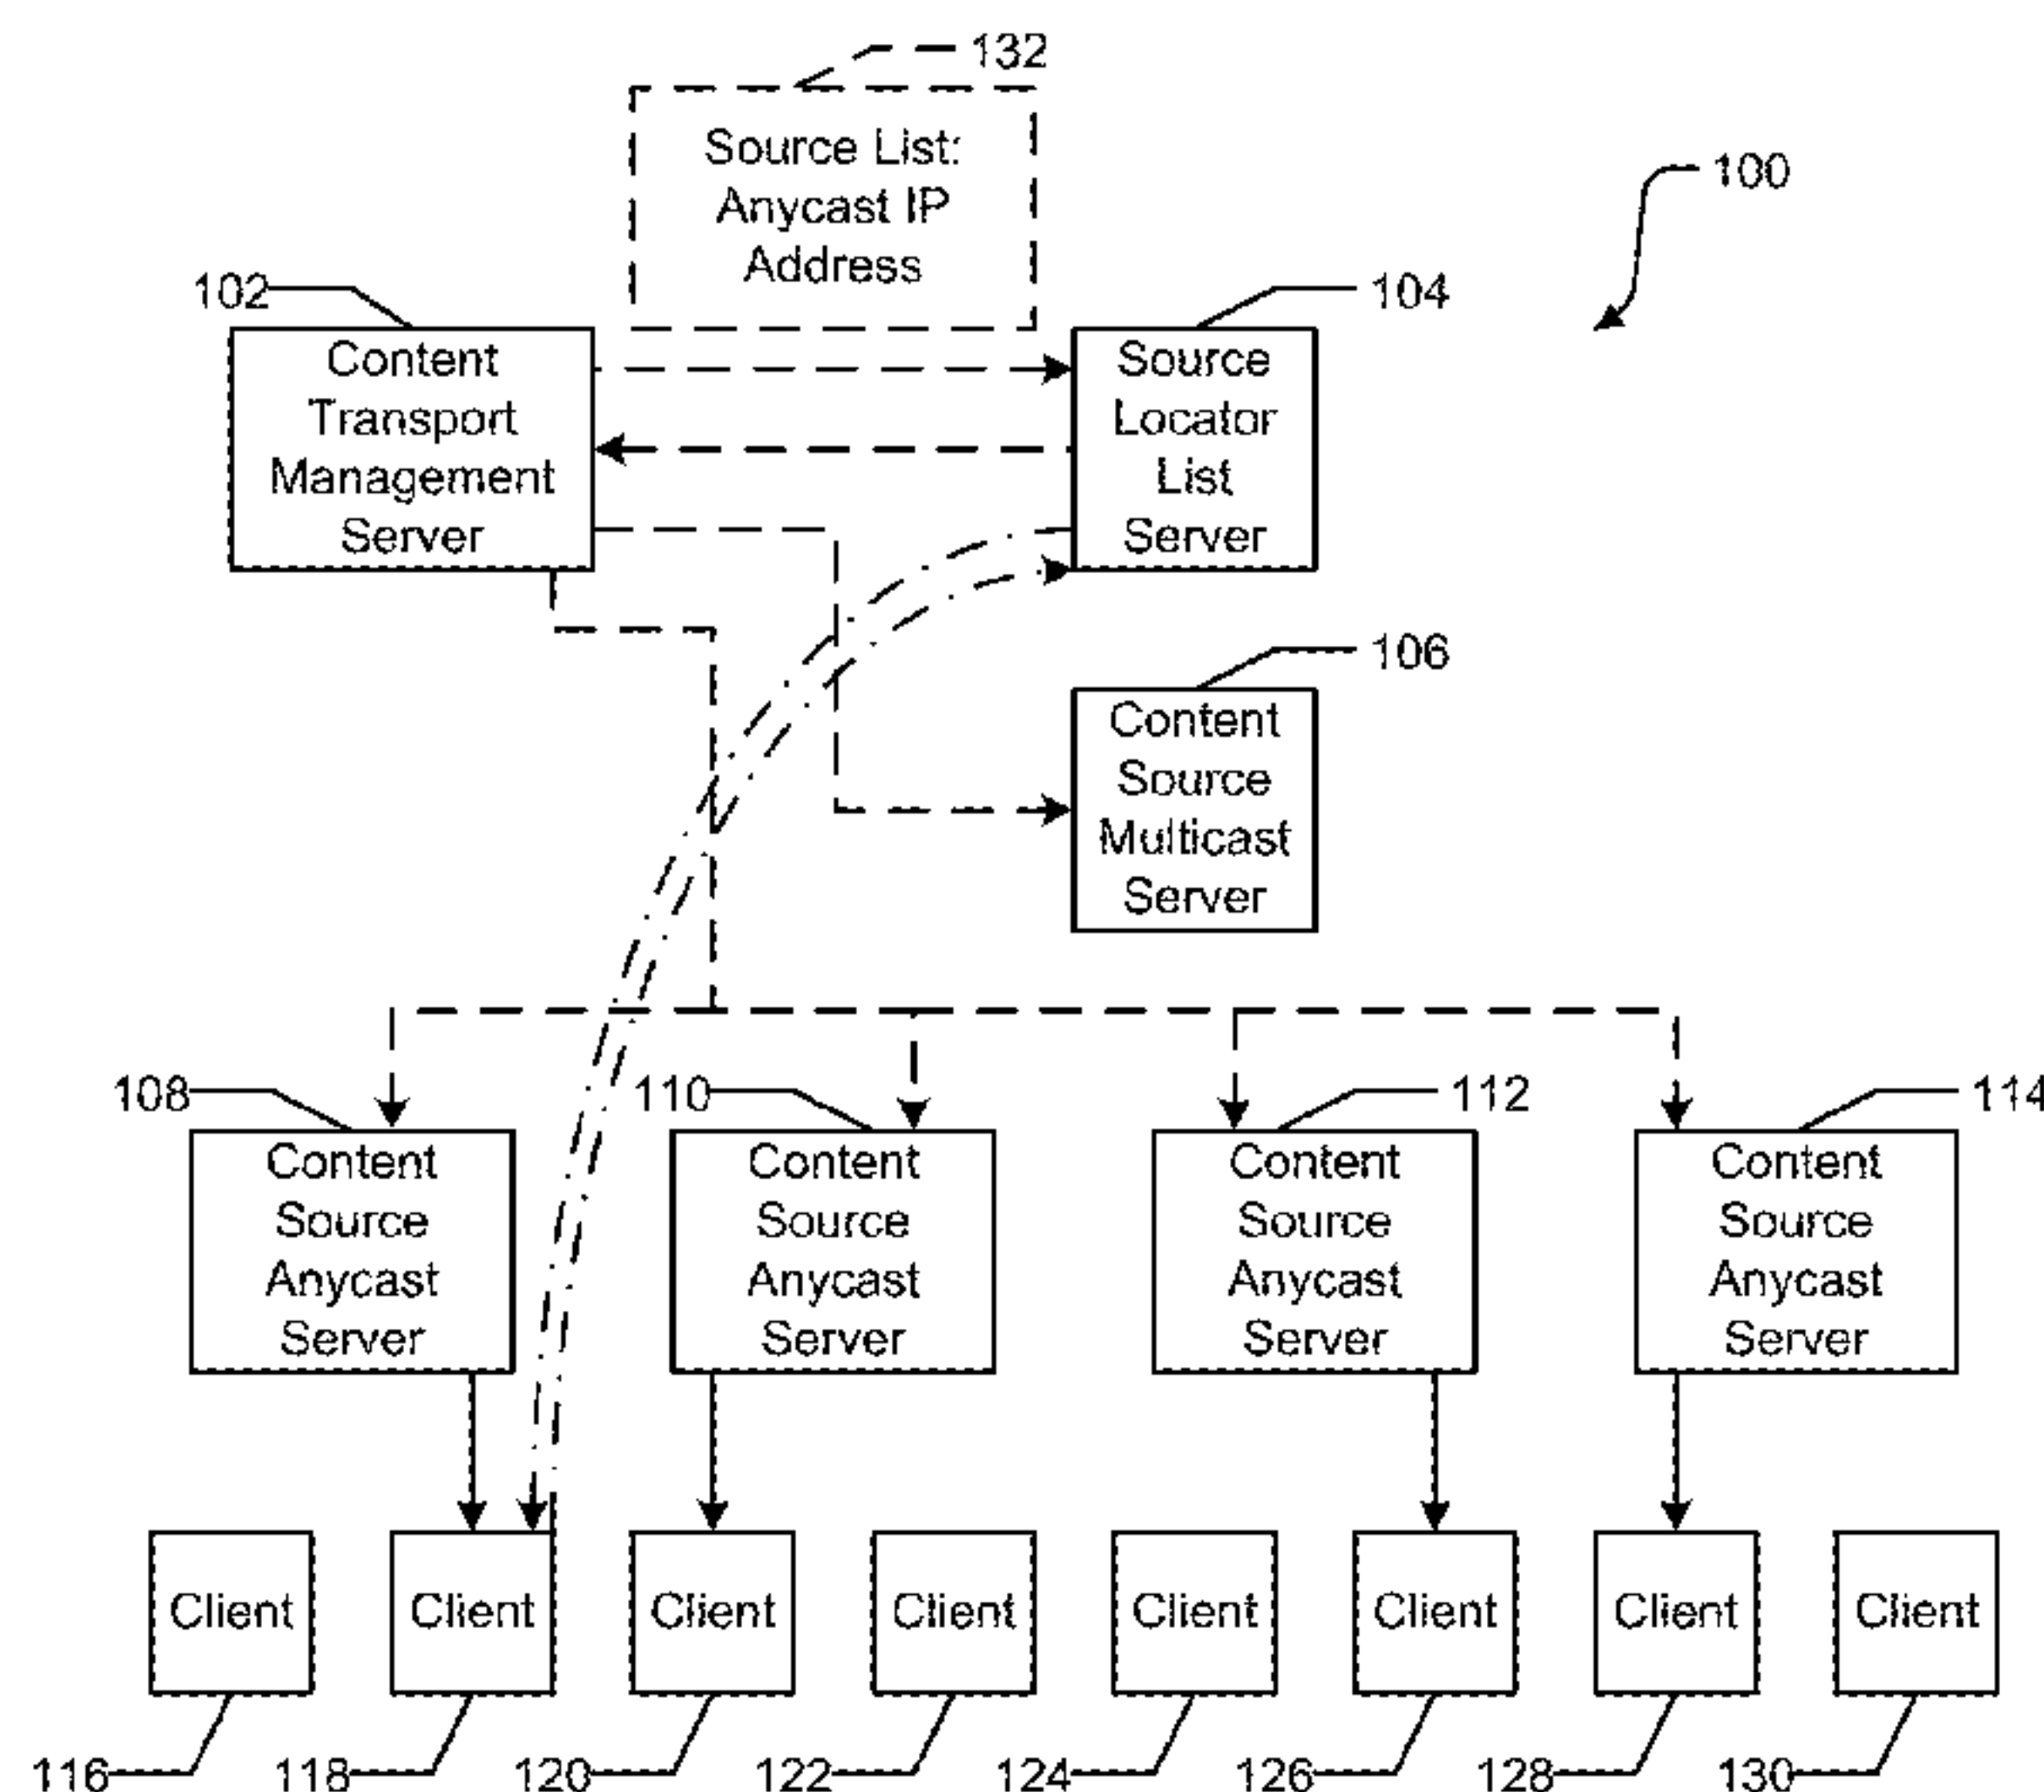 132
Source List:
Anycast IP
Address
100
102
104
Content
Transport
Management
Server
Source
Locator
List
Server
106
Content
Source
Multicast
Server
108
110
112
114
Content
Source
Anycast
Server
Content
Source
Anycast
Server
Content
Source
Anycast
Server
Content
Source
Anycast
Server
Client
Client
Client
Client
Client
Client
Client
Client
116
118
120
122
124
126
128
130